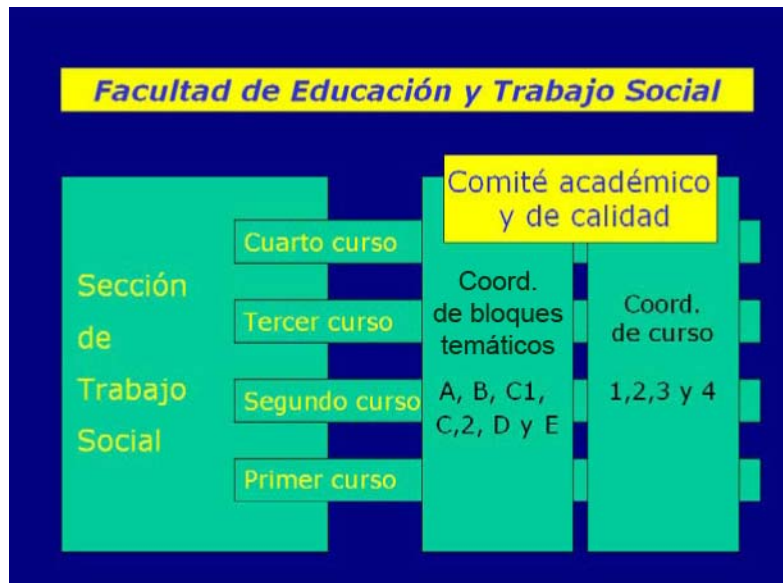 Facultad de Educación y Trabajo Social
Comité académico
y de calidad
Sección
de
Trabajo
Social
Cuarto curso
Tercer curso
Segundo curso
Primer curso
Coord.
de bloques
temáticos
A, B, C1,
C,2, D y E
Coord.
de curso
1,2,3 y 4